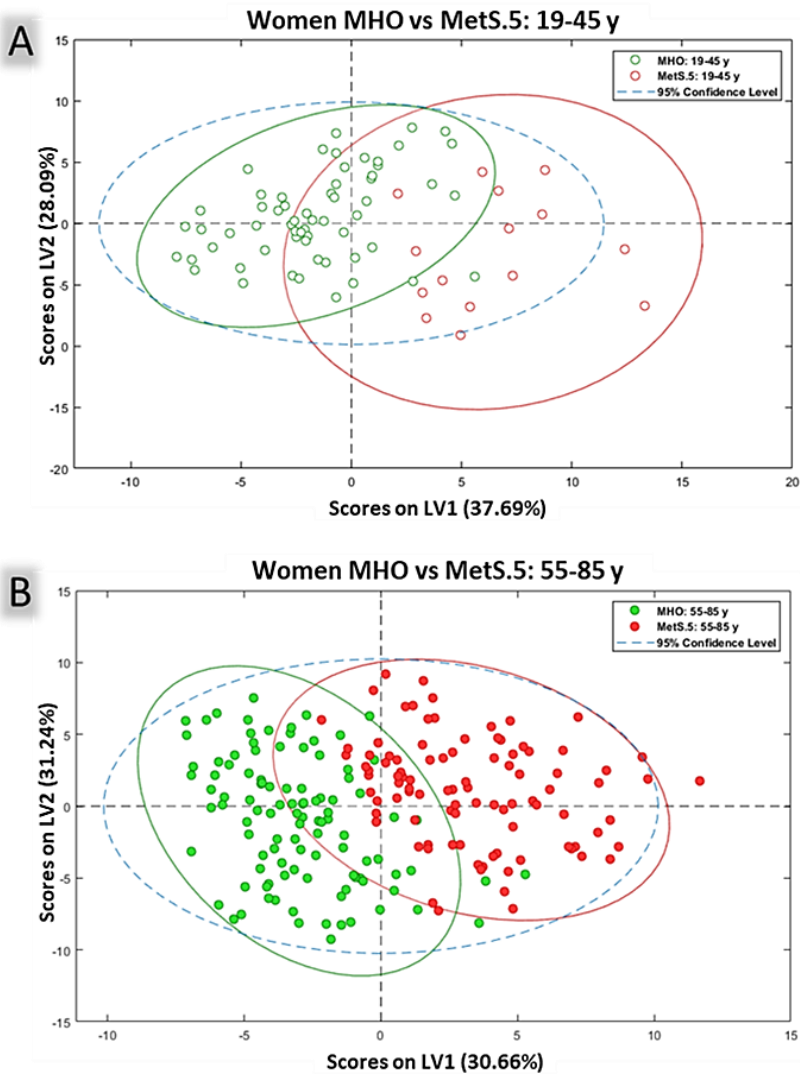 A
Women MHO vs MetS.5: 19-45 y
MHO: 19-45 y
MetS.5: 19-45 y
95% Confidence Level
Scores on LV2 (28.09%)
15
10
5
0
-5
0
-15
-20
-10
-5
0
5
10
15
20
Scores on LV1 (37.69%)
B
Women MHO vs MetS.5: 55-85 y
MHO: 55-85 y
MetS.5: 55-85 y
95% Confidence Level
Scores on LV2 (31.24%)
15
10
5
0
-5
-10
-15
-10
-5
0
5
10
15
Scores on LV1 (30.66%)